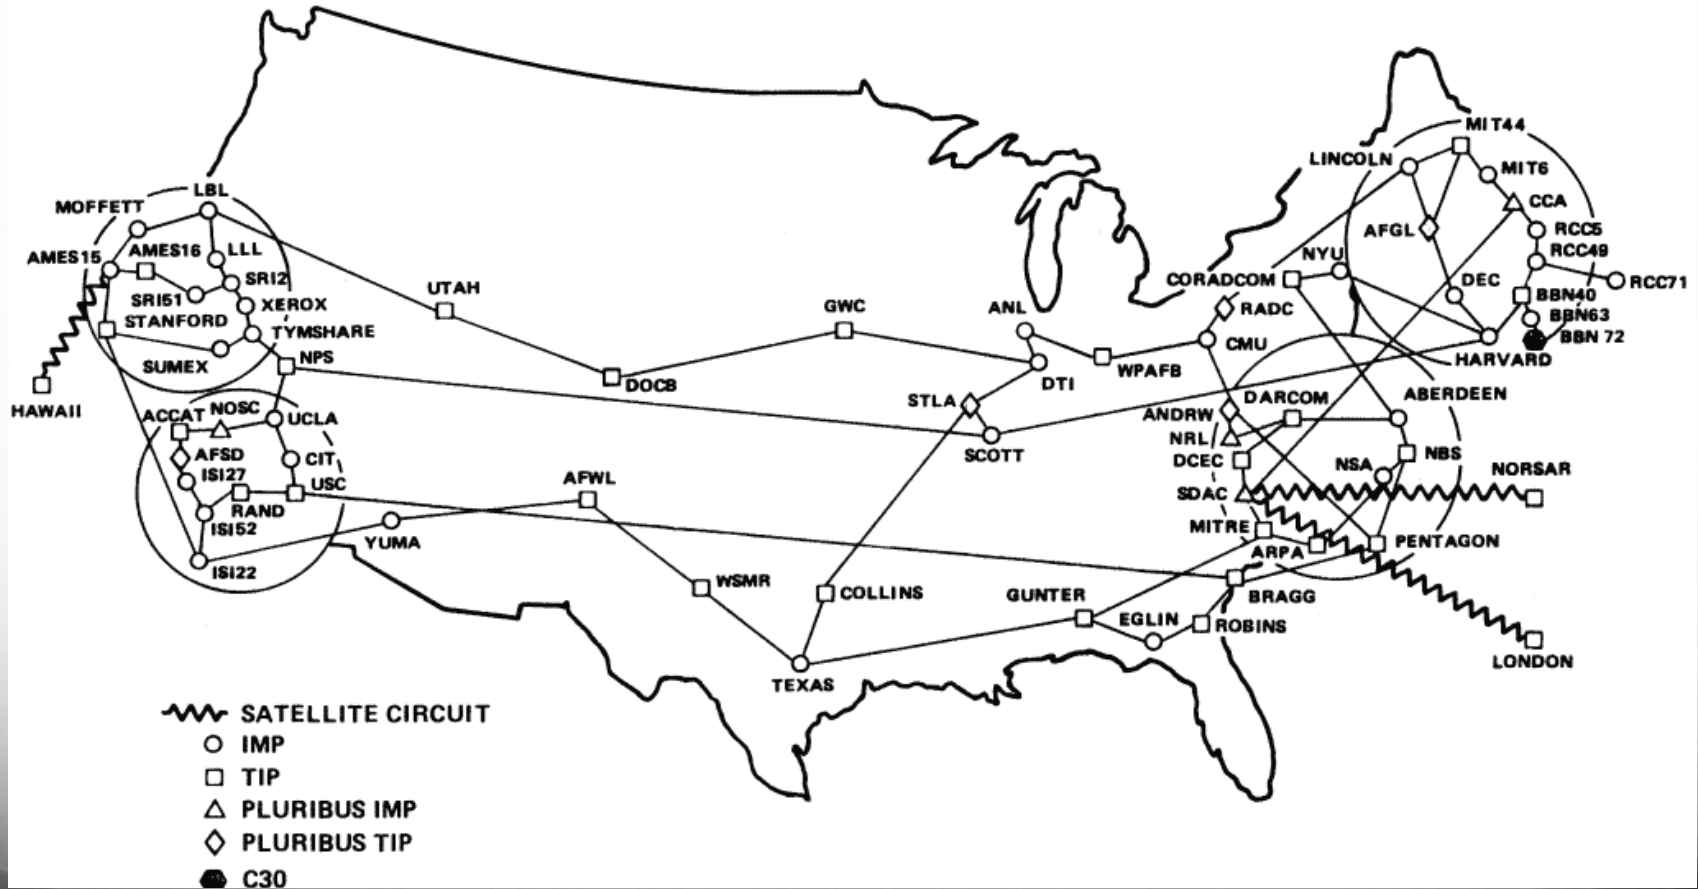 MIT44
LINCOLN
MIT6
CCA
AFGL
RCC5
RCC49
RCC71
DEC
BBN40
BBN63
BBN 72
HARVARD
NYU
CORADCOM
RADC
CMU
WPAFB
ANL
DTI
GWC
STLA
SCOTT
UTAH
DOCB
LBL
MOFFETT
AMES15
AMES16
LLL
SRI2
SRI51
XEROX
STANFORD
TYMSHARE
SUMEX
NPS
HAWAII
ACCAT
NOSC
UCLA
AFSD
CIT
ISI27
USC
RAND
ISI52
ISI22
YUMA
AFWL
WSMR
COLLINS
TEXAS
GUNTER
EGLIN
ROBINS
BRAGG
ABERDEEN
DARCOM
ANDRW
NRL
DCEC
NSA
NBS
NORSAR
SDAC
MITRE
ARPA
PENTAGON
LONDON
SATELLITE CIRCUIT
IMP
TIP
PLURIBUS IMP
PLURIBUS TIP
C30